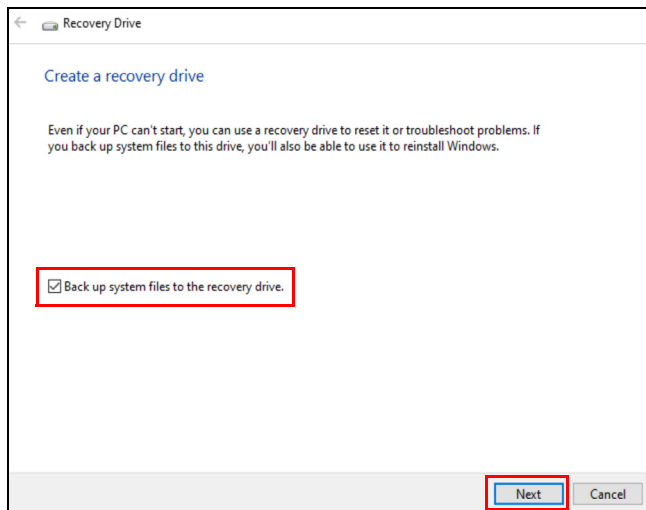 Recovery Drive
Create a recovery drive
Even if your PC can't start, you can use a recovery drive to reset it or troubleshoot problems. If
you back up system files to this drive, you'll also be able to use it to reinstall Windows.
Back up system files to the recovery drive.
Next
Cancel